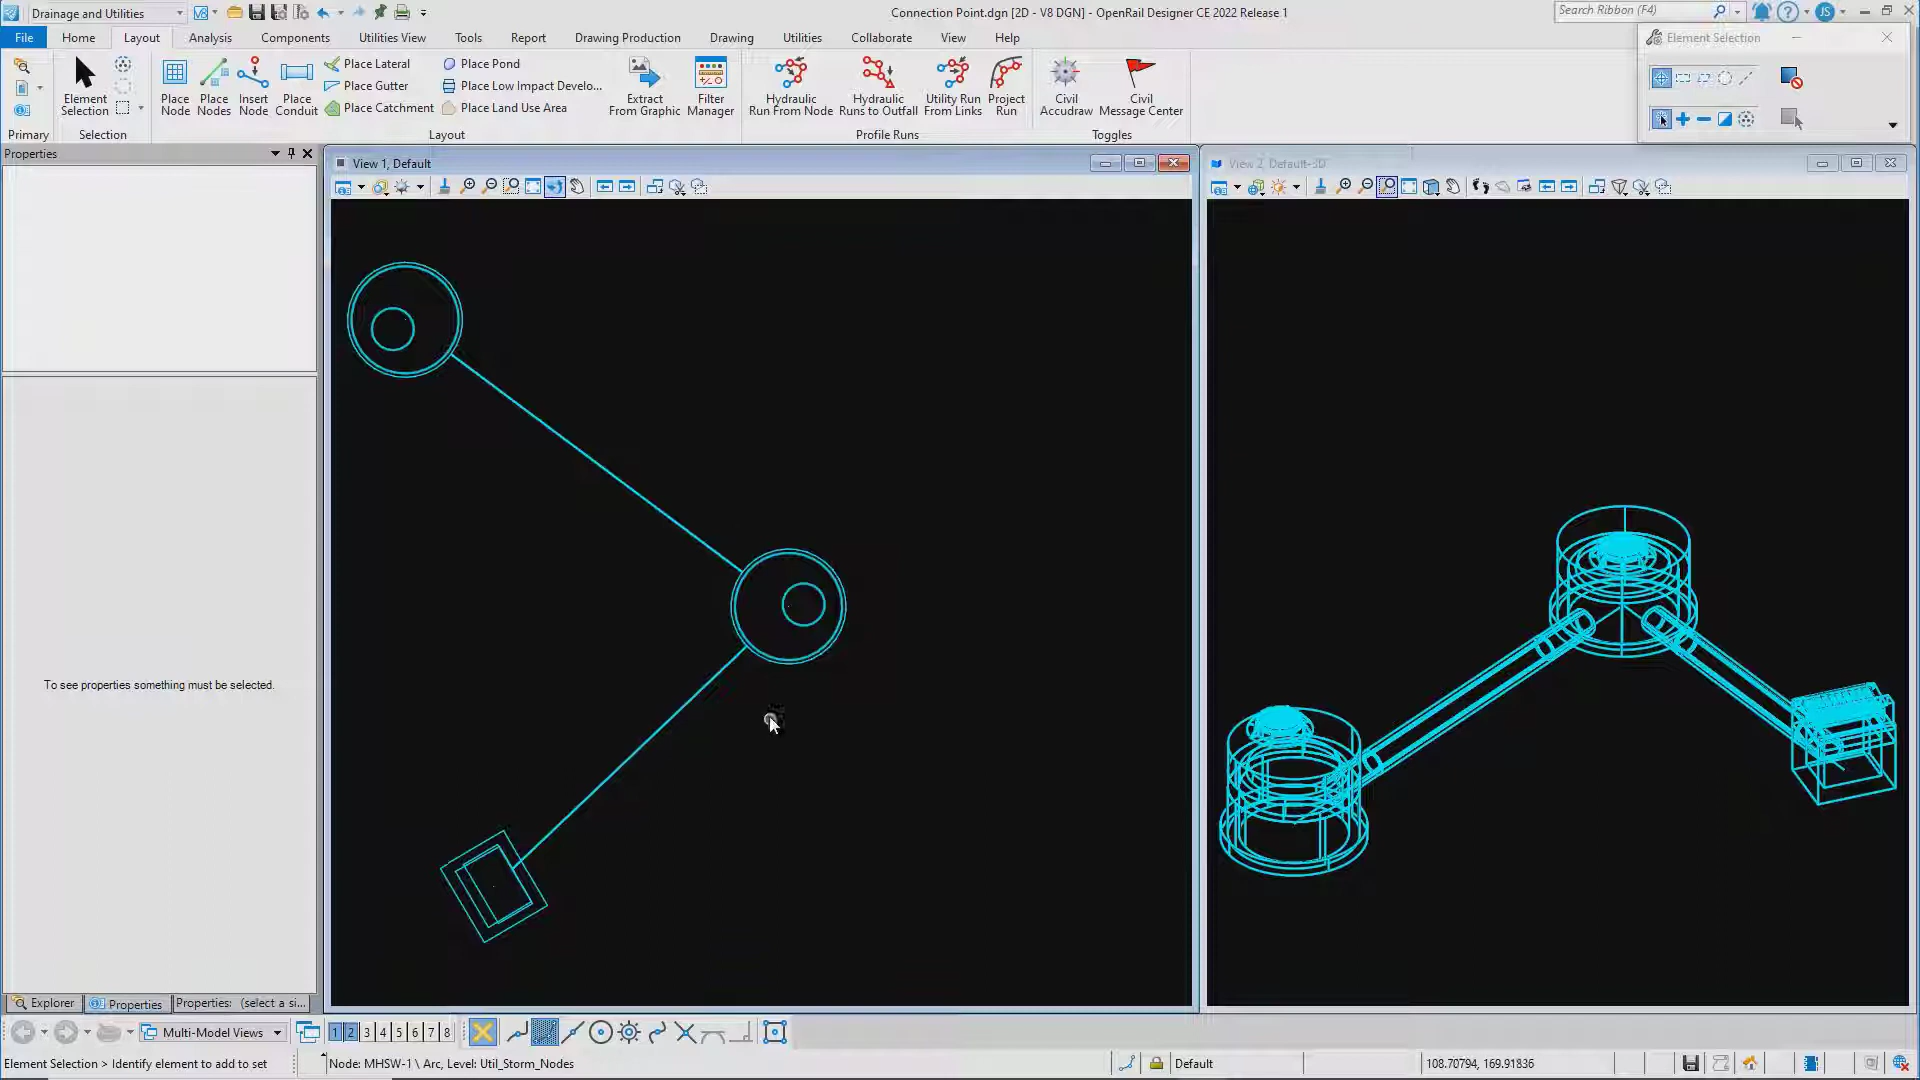 Drainage and Utilities
Connection Point.dgn [2D - V8 DGN] - OpenRail Designer CE 2022 Release 1
Search Ribbon (F4)
JS
File
Home
Layout
Analysis
Components
Utilities View
Tools
Report
Drawing Production
Drawing
Utilities
Collaborate
View
Help
Element Selection
Element Selection
Place Node
Place Nodes
Insert Node
Place Conduit
Place Lateral
Place Gutter
Place Catchment
Place Pond
Place Low Impact Develo...
Place Land Use Area
Extract From Graphic
Filter Manager
Hydraulic Run From Node
Hydraulic Runs to Outfall
Utility Run From Links
Project Run
Civil Accudraw
Civil Message Center
Primary
Selection
Layout
Profile Runs
Toggles
Properties
View 1, Default
View 2, Default-3D
To see properties something must be selected.
Explorer
Properties
Properties: (select a si...
Multi-Model Views
1 2 3 4 5 6 7 8
Element Selection > Identify element to add to set
Node: MHSW-1 \ Arc, Level: Util_Storm_Nodes
Default
108.70794, 169.91836